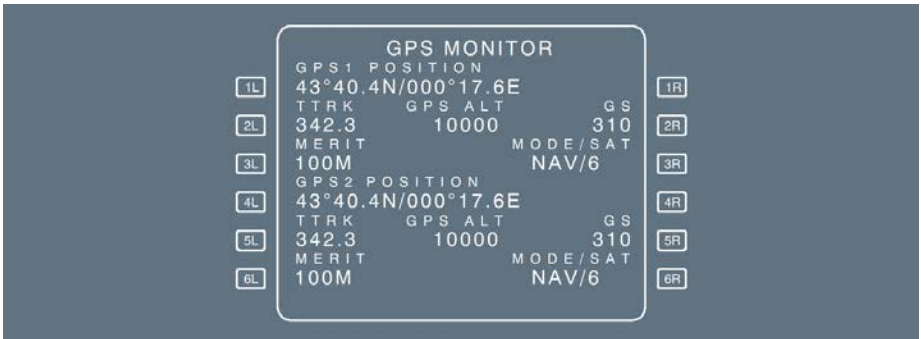 GPS MONITOR
GPS1 POSITION
1L 43°40.4N/000°17.6E 1R
TTRK GPS ALT GS
2L 342.3 10000 310 2R
MERIT MODE/SAT
3L 100M NAV/6 3R
GPS2 POSITION
4L 43°40.4N/000°17.6E 4R
TTRK GPS ALT GS
5L 342.3 10000 310 5R
MERIT MODE/SAT
6L 100M NAV/6 6R